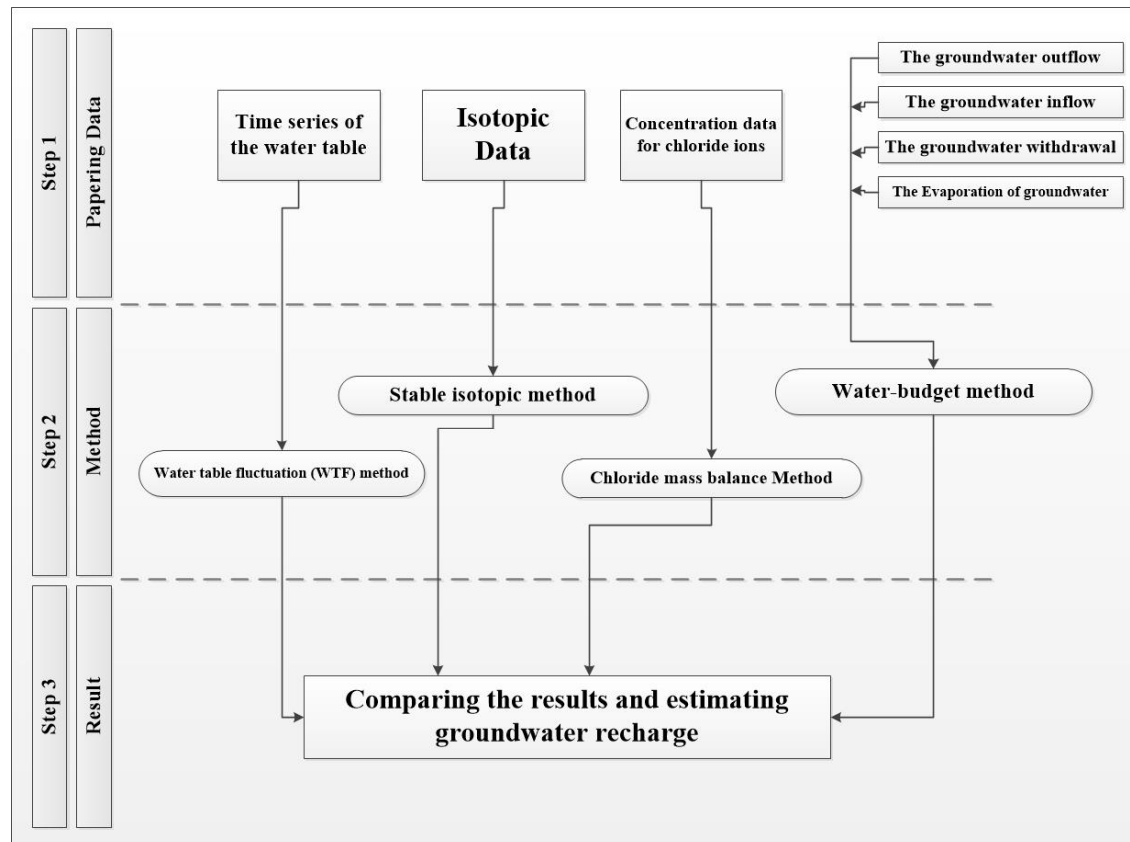 Step 1
Papering Data
Time series of
the water table
Isotopic
Data
Concentration data
for chloride ions
The groundwater outflow
The groundwater inflow
The groundwater withdrawal
The Evaporation of groundwater
Step 2
Method
Stable isotopic method
Water-budget method
Water table fluctuation (WTF) method
Chloride mass balance Method
Step 3
Result
Comparing the results and estimating
groundwater recharge